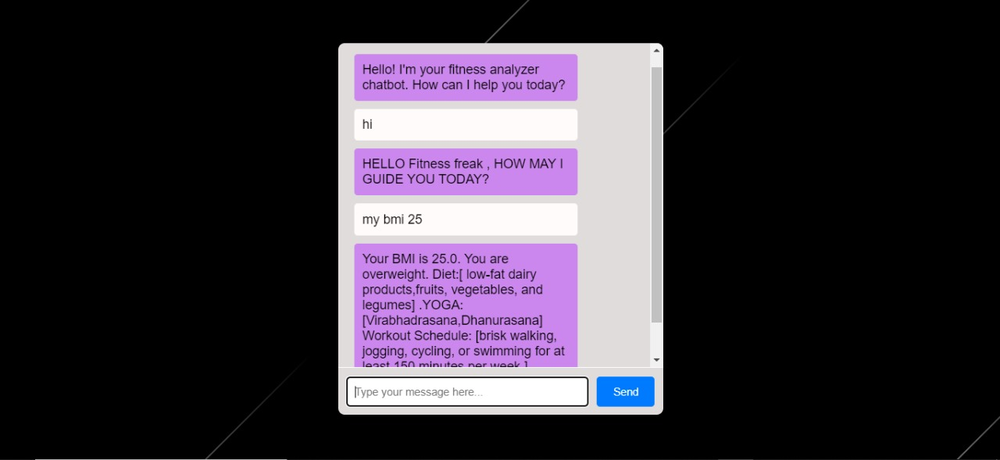 Hello! I'm your fitness analyzer
chatbot. How can I help you today?
hi
HELLO Fitness freak , HOW MAY I
GUIDE YOU TODAY?
my bmi 25
Your BMI is 25.0. You are
overweight. Diet:[ low-fat dairy
products,fruits, vegetables, and
legumes] .YOGA:
[Virabhadrasana,Dhanurasana]
Workout Schedule: [brisk walking,
jogging, cycling, or swimming for at
least 150 minutes per week ]
Type your message here...
Send